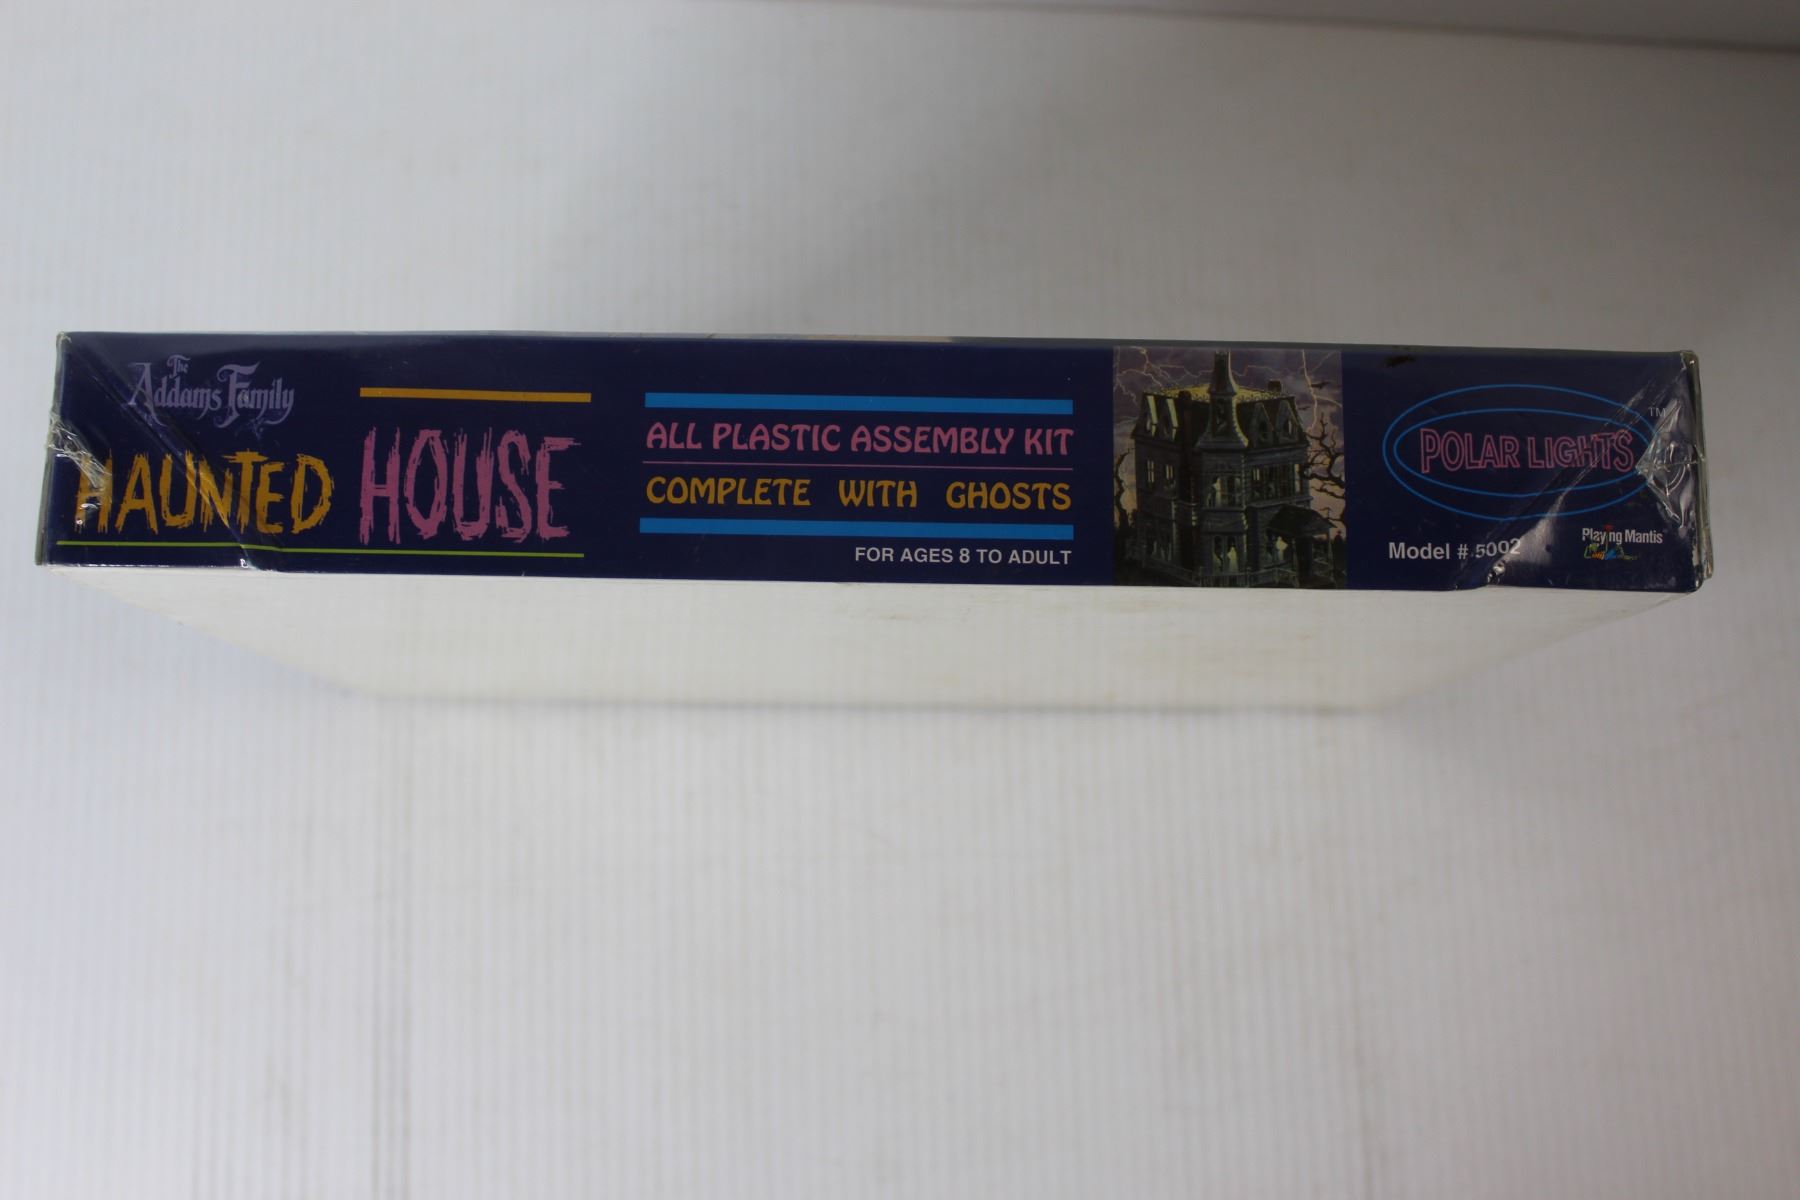 The
Addams Family
HAUNTED HOUSE
ALL PLASTIC ASSEMBLY KIT
COMPLETE WITH GHOSTS
FOR AGES 8 TO ADULT
POLAR LIGHTS
TM
Model # 5002
Playing Mantis